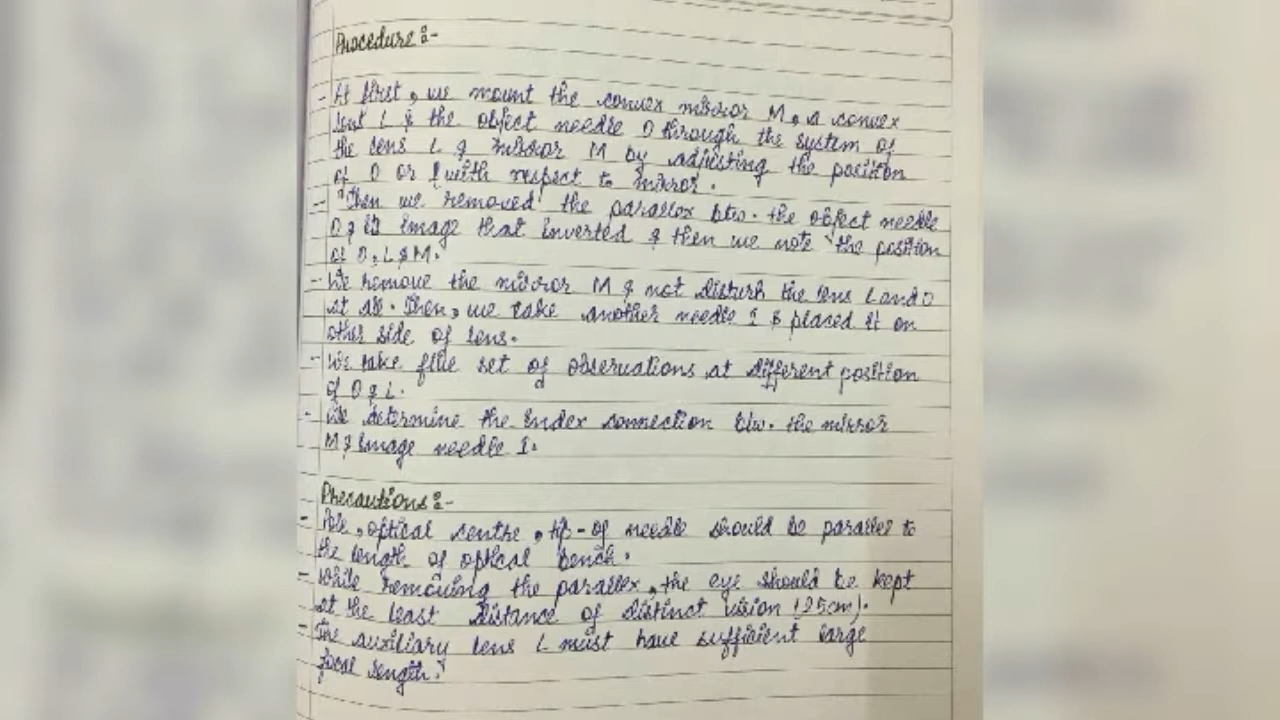 Procedure :-
- At first, we mount the convex mirror M, a convex
lens L & the object needle O through the system of
the lens L & mirror M by adjusting the position
of O or L with respect to mirror.
- Then we removed the parallex btw. the object needle
O & its image that inverted & then we note the position
of O, L & M.
- We remove the mirror M & not disturb the lens L and O
at all. Then, we take another needle I & placed it on
other side of lens.
- We take five set of observations at different position
of O & L.
- We determine the index connection btw. the mirror
M & image needle I.
Precautions :-
- Pole, optical centre, tip - of needle should be parallel to
the length of optical bench.
- While removing the parallex, the eye should be kept
at the least distance of distinct vision (25cm).
- The auxiliary lens L must have sufficient large
focal length.